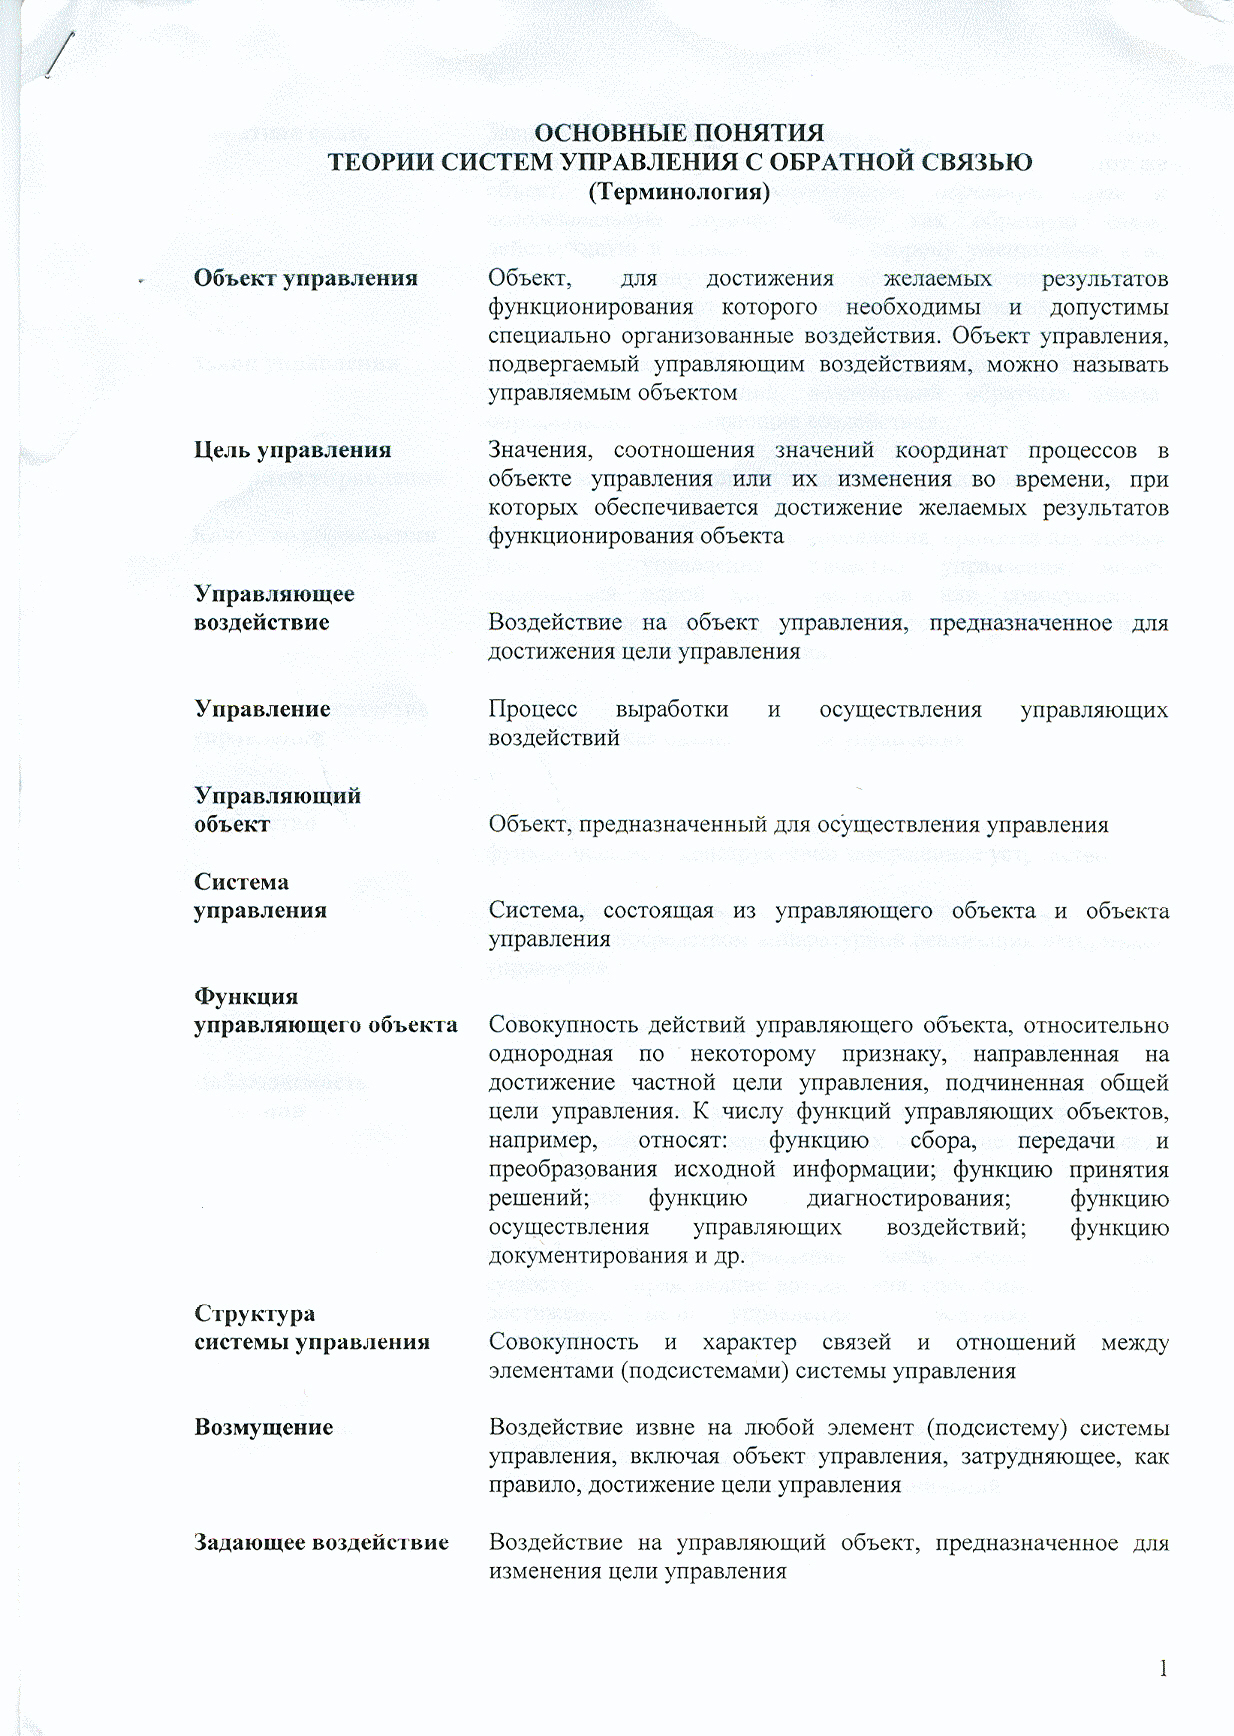 ОСНОВНЫЕ ПОНЯТИЯ
ТЕОРИИ СИСТЕМ УПРАВЛЕНИЯ С ОБРАТНОЙ СВЯЗЬЮ
(Терминология)
Объект управления
Объект, для достижения желаемых результатов
функционирования которого необходимы и допустимы
специально организованные воздействия. Объект управления,
подвергаемый управляющим воздействиям, можно называть
управляемым объектом
Цель управления
Значения, соотношения значений координат процессов в
объекте управления или их изменения во времени, при
которых обеспечивается достижение желаемых результатов
функционирования объекта
Управляющее
воздействие
Воздействие на объект управления, предназначенное для
достижения цели управления
Управление
Процесс выработки и осуществления управляющих
воздействий
Управляющий
объект
Объект, предназначенный для осуществления управления
Система
управления
Система, состоящая из управляющего объекта и объекта
управления
Функция
управляющего объекта
Совокупность действий управляющего объекта, относительно
однородная по некоторому признаку, направленная на
достижение частной цели управления, подчиненная общей
цели управления. К числу функций управляющих объектов,
например, относят: функцию сбора, передачи и
преобразования исходной информации; функцию принятия
решений; функцию диагностирования; функцию
осуществления управляющих воздействий; функцию
документирования и др.
Структура
системы управления
Совокупность и характер связей и отношений между
элементами (подсистемами) системы управления
Возмущение
Воздействие извне на любой элемент (подсистему) системы
управления, включая объект управления, затрудняющее, как
правило, достижение цели управления
Задающее воздействие
Воздействие на управляющий объект, предназначенное для
изменения цели управления
1